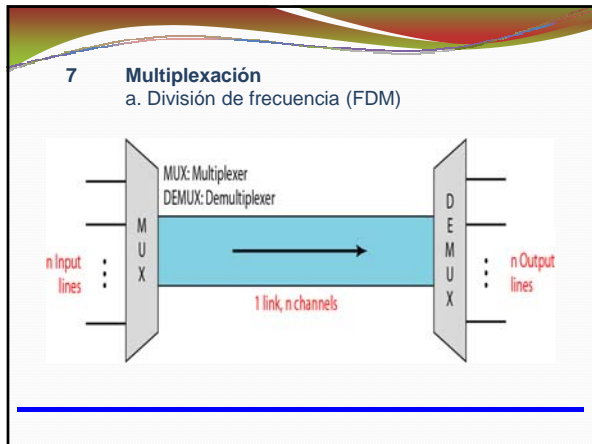 7 Multiplexación
a. División de frecuencia (FDM)
MUX: Multiplexer
DEMUX: Demultiplexer
M
U
X
D
E
M
U
X
n Input
lines
n Output
lines
1 link, n channels